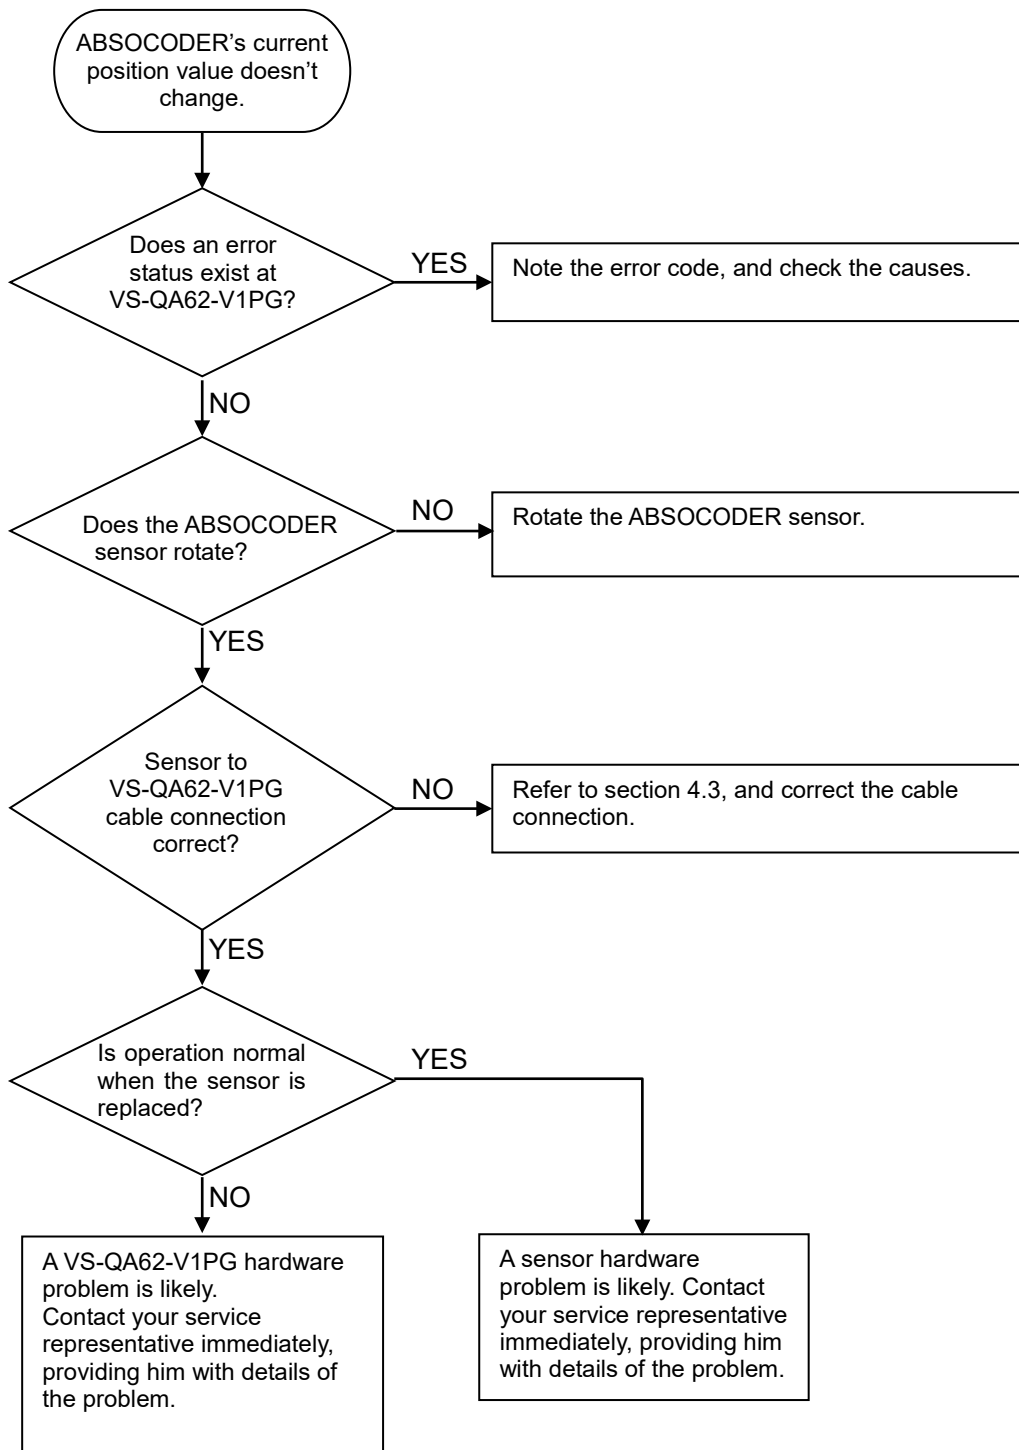 ABSOCODER's current
position value doesn't
change.
Does an error
status exist at
VS-QA62-V1PG?
YES
Note the error code, and check the causes.
NO
Does the ABSOCODER
sensor rotate?
NO
Rotate the ABSOCODER sensor.
YES
Sensor to
VS-QA62-V1PG
cable connection
correct?
NO
Refer to section 4.3, and correct the cable
connection.
YES
Is operation normal
when the sensor is
replaced?
YES
NO
A VS-QA62-V1PG hardware
problem is likely.
Contact your service
representative immediately,
providing him with details of
the problem.
A sensor hardware
problem is likely. Contact
your service representative
immediately, providing him
with details of the problem.